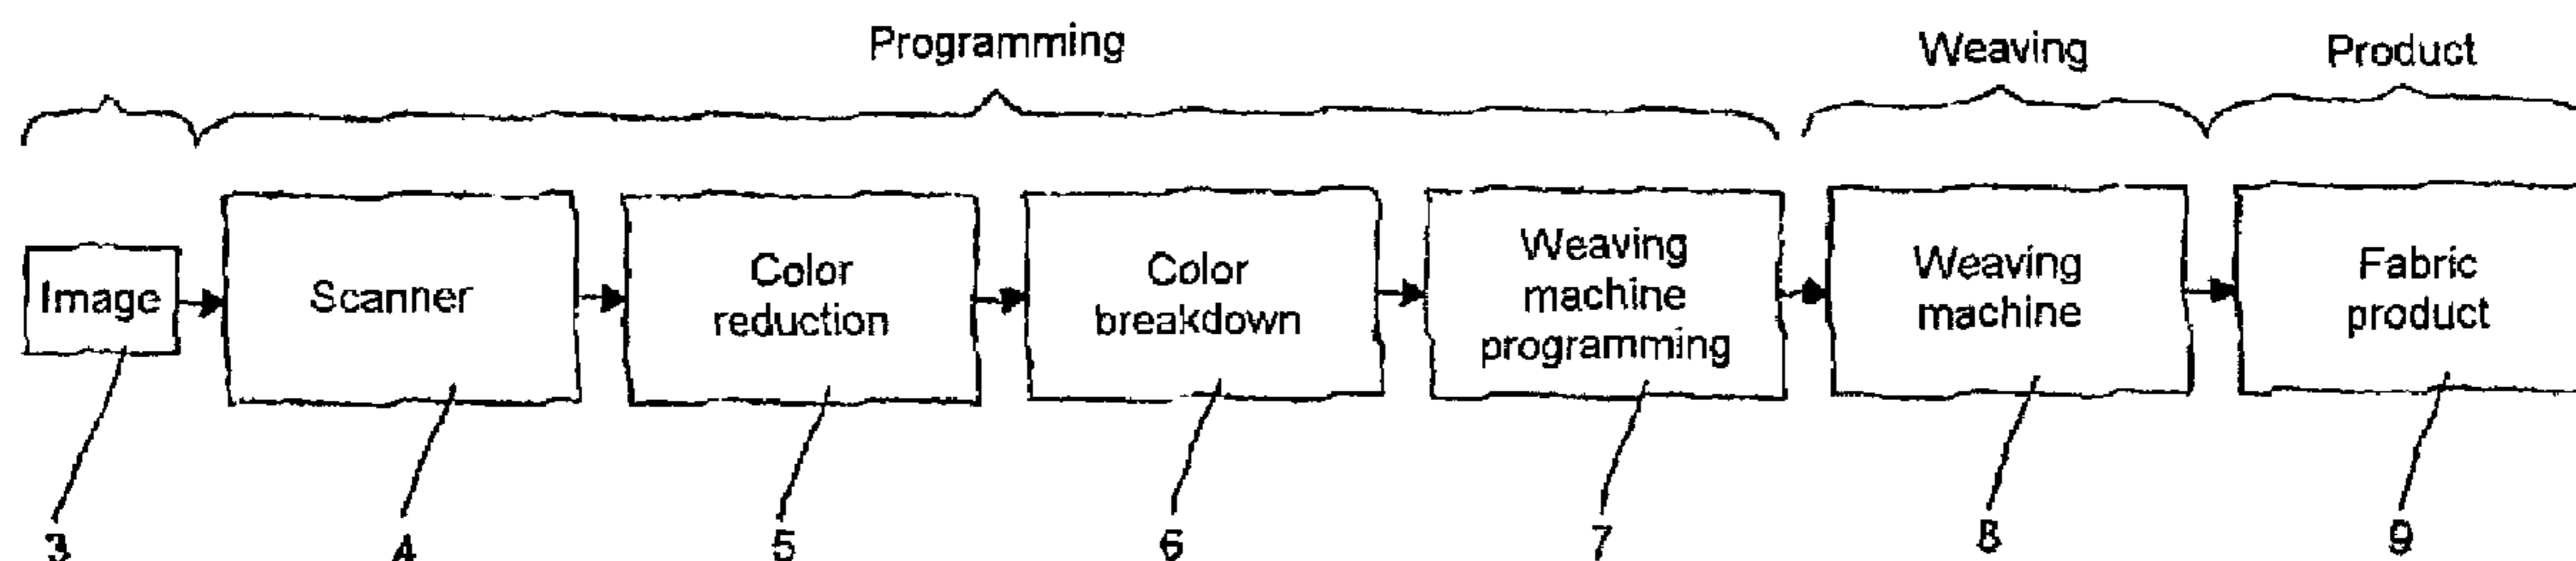 Programming
Weaving
Product
Image
Scanner
Color
reduction
Color
breakdown
Weaving
machine
programming
Weaving
machine
Fabric
product
3
4
5
6
7
8
9